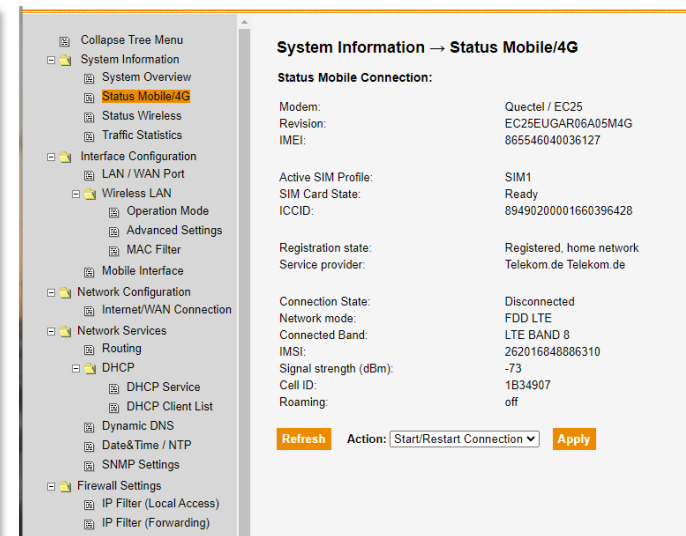 Collapse Tree Menu
System Information
System Overview
Status Mobile/4G
Status Wireless
Traffic Statistics
Interface Configuration
LAN / WAN Port
Wireless LAN
Operation Mode
Advanced Settings
MAC Filter
Mobile Interface
Network Configuration
Internet/WAN Connection
Network Services
Routing
DHCP
DHCP Service
DHCP Client List
Dynamic DNS
Date&Time / NTP
SNMP Settings
Firewall Settings
IP Filter (Local Access)
IP Filter (Forwarding)
System Information → Status Mobile/4G
Status Mobile Connection:
Modem: Quectel / EC25
Revision: EC25EUGAR06A05M4G
IMEI: 865546040036127
Active SIM Profile: SIM1
SIM Card State: Ready
ICCID: 89490200001660396428
Registration state: Registered, home network
Service provider: Telekom.de Telekom.de
Connection State: Disconnected
Network mode: FDD LTE
Connected Band: LTE BAND 8
IMSI: 262016848886310
Signal strength (dBm): -73
Cell ID: 1B34907
Roaming: off
Refresh Action: Start/Restart Connection Apply